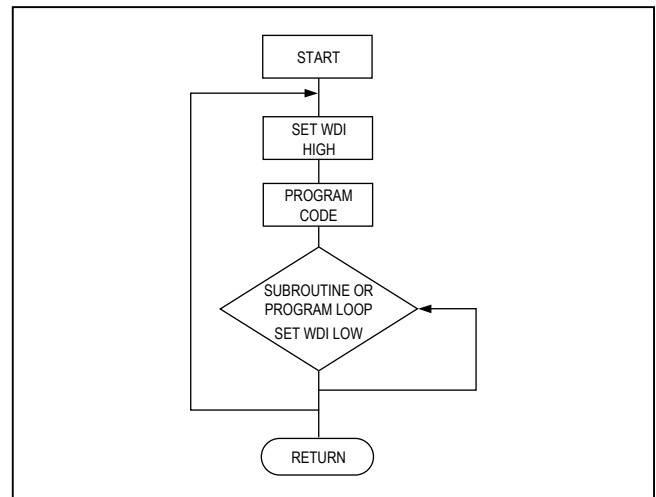 START
SET WDI
HIGH
PROGRAM
CODE
SUBROUTINE OR
PROGRAM LOOP
SET WDI LOW
RETURN